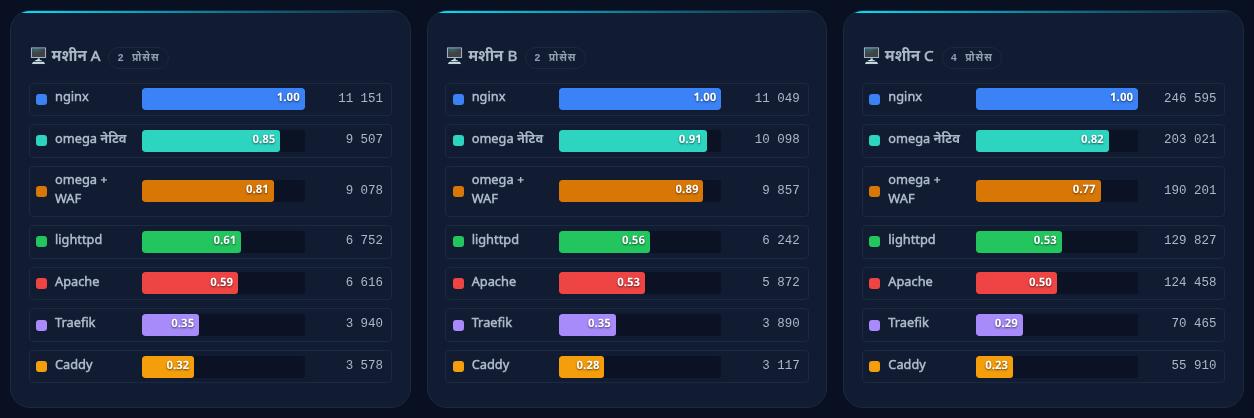 मशीन A 2 प्रोसेस
nginx 1.00 11 151
omega नेटिव 0.85 9 507
omega +
WAF 0.81 9 078
lighttpd 0.61 6 752
Apache 0.59 6 616
Traefik 0.35 3 940
Caddy 0.32 3 578
मशीन B 2 प्रोसेस
nginx 1.00 11 049
omega नेटिव 0.91 10 098
omega +
WAF 0.89 9 857
lighttpd 0.56 6 242
Apache 0.53 5 872
Traefik 0.35 3 890
Caddy 0.28 3 117
मशीन C 4 प्रोसेस
nginx 1.00 246 595
omega नेटिव 0.82 203 021
omega +
WAF 0.77 190 201
lighttpd 0.53 129 827
Apache 0.50 124 458
Traefik 0.29 70 465
Caddy 0.23 55 910